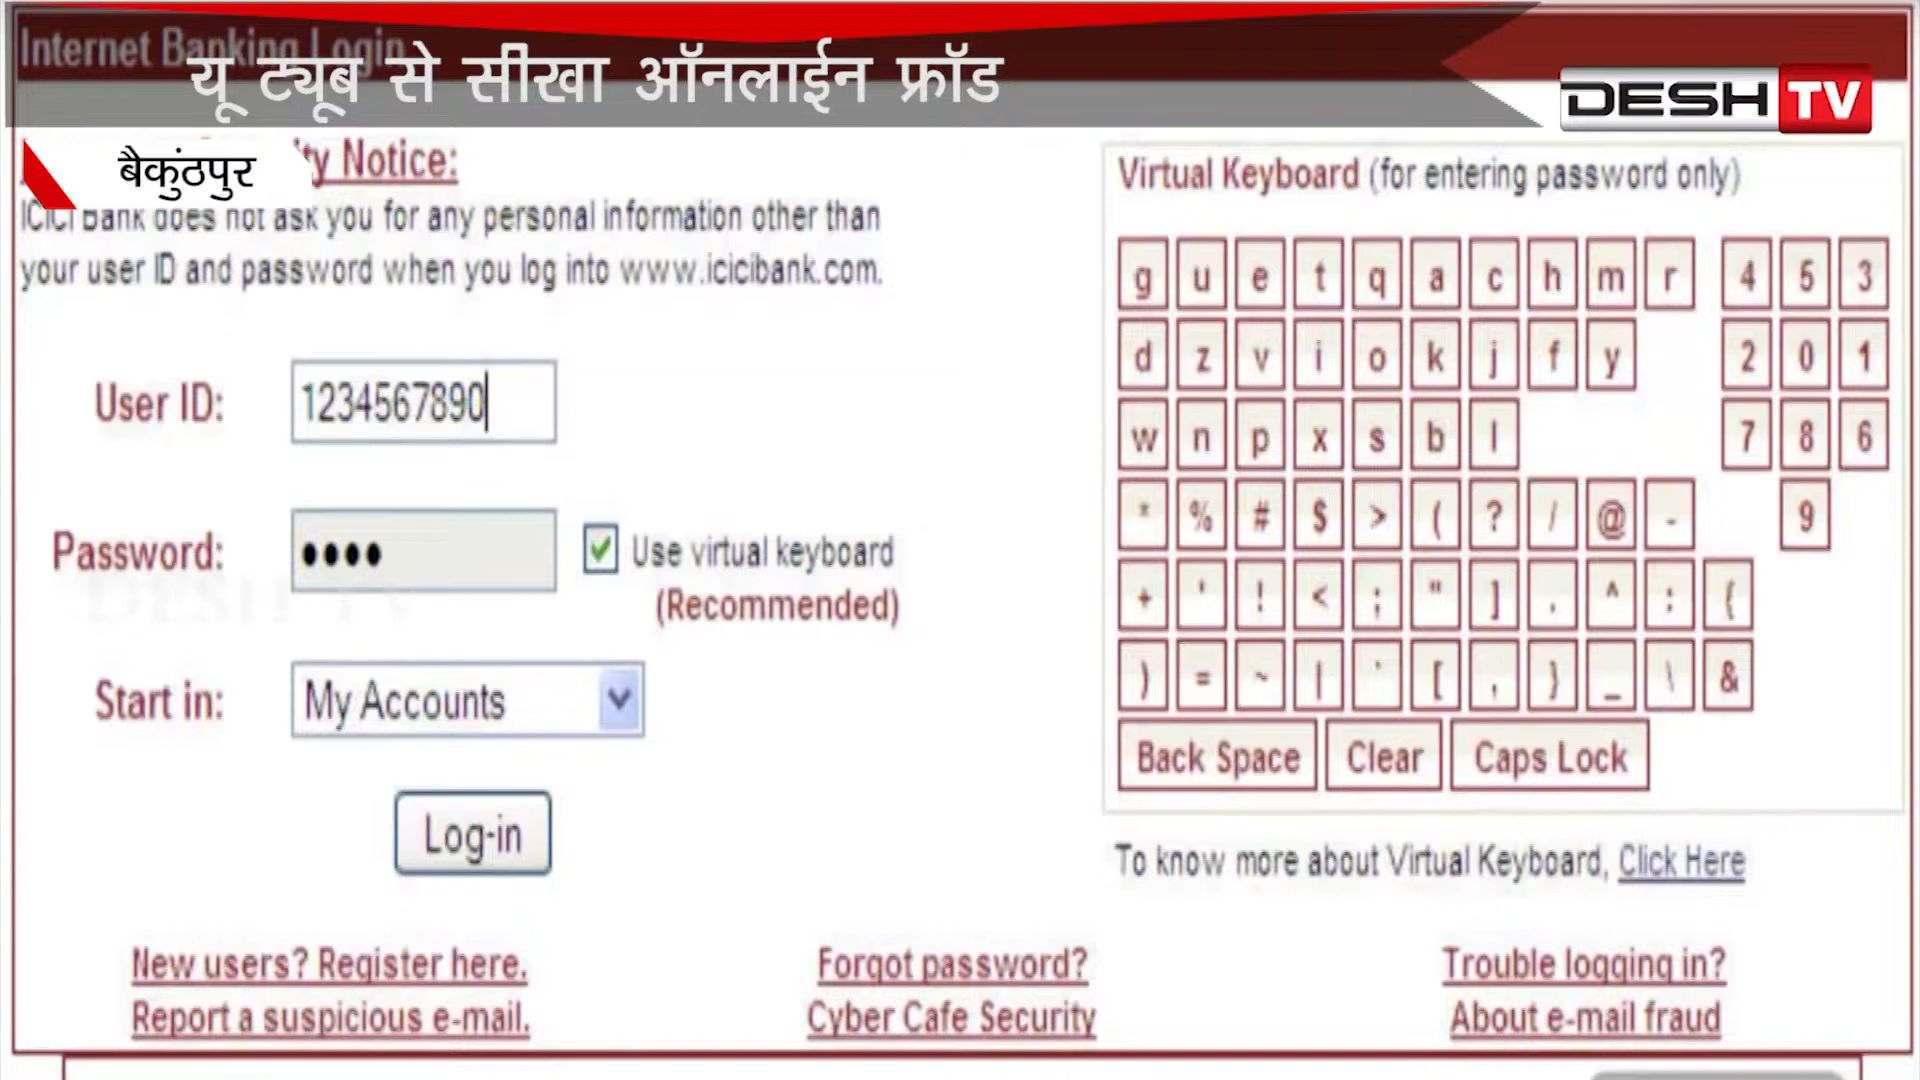 Internet Banking Login
यू ट्यूब से सीखा ऑनलाईन फ्रॉड
DESH TV
बैकुंठपुर
ty Notice:
ICICI Bank does not ask you for any personal information other than
your user ID and password when you log into www.icicibank.com.
User ID: 1234567890
Password: ●●●●
Use virtual keyboard
(Recommended)
Start in: My Accounts
Log-in
Virtual Keyboard (for entering password only)
g u e t q a c h m r 4 5 3
d z v i o k j f y 2 0 1
w n p x s b l 7 8 6
* % # $ > ( ? / @ - 9
+ ' ! < ; " ] . ^ : {
) = ~ | ` [ , } _ \ &
Back Space Clear Caps Lock
To know more about Virtual Keyboard, Click Here
New users? Register here. Forgot password? Trouble logging in?
Report a suspicious e-mail. Cyber Cafe Security About e-mail fraud
DESH TV